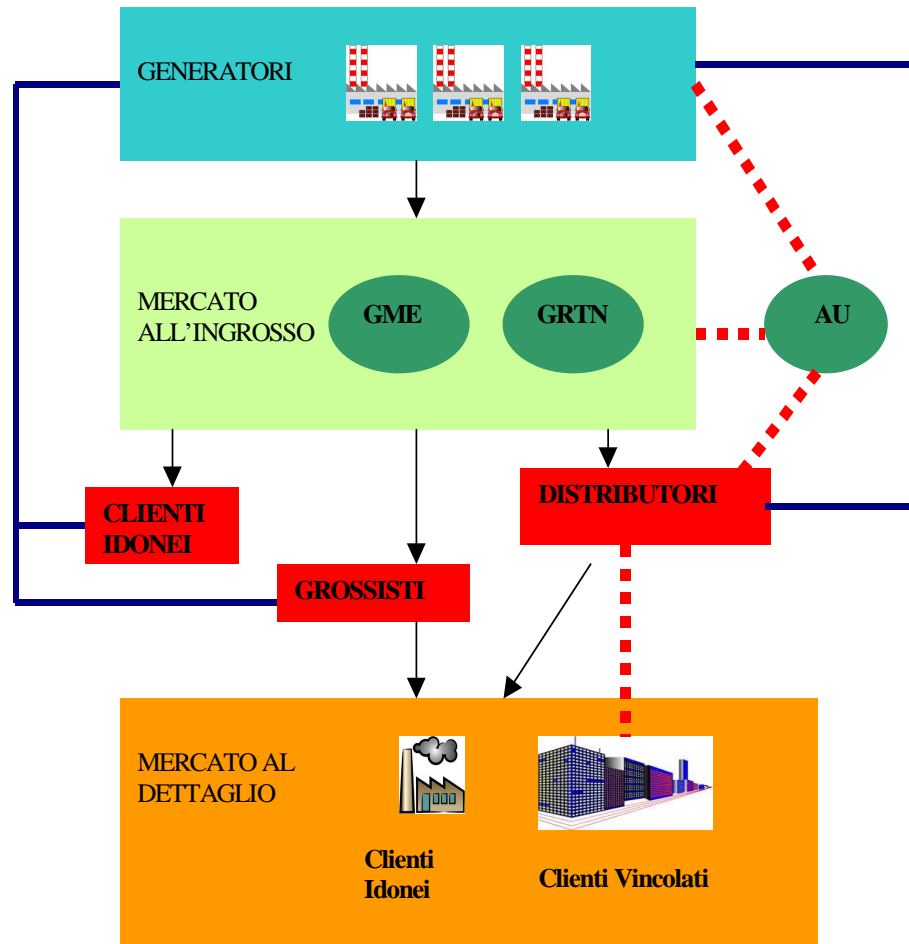 GENERATORI
MERCATO
ALL'INGROSSO
GME
GRTN
AU
CLIENTI
IDONEI
DISTRIBUTORI
GROSSISTI
MERCATO AL
DETTAGLIO
Clienti
Idonei
Clienti Vincolati